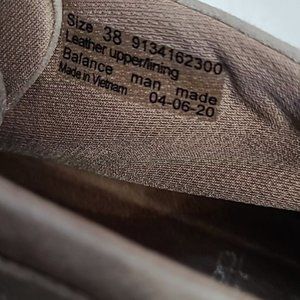 Size 38 9134162300
Leather upper/lining
Balance man made
Made in Vietnam 04-06-20